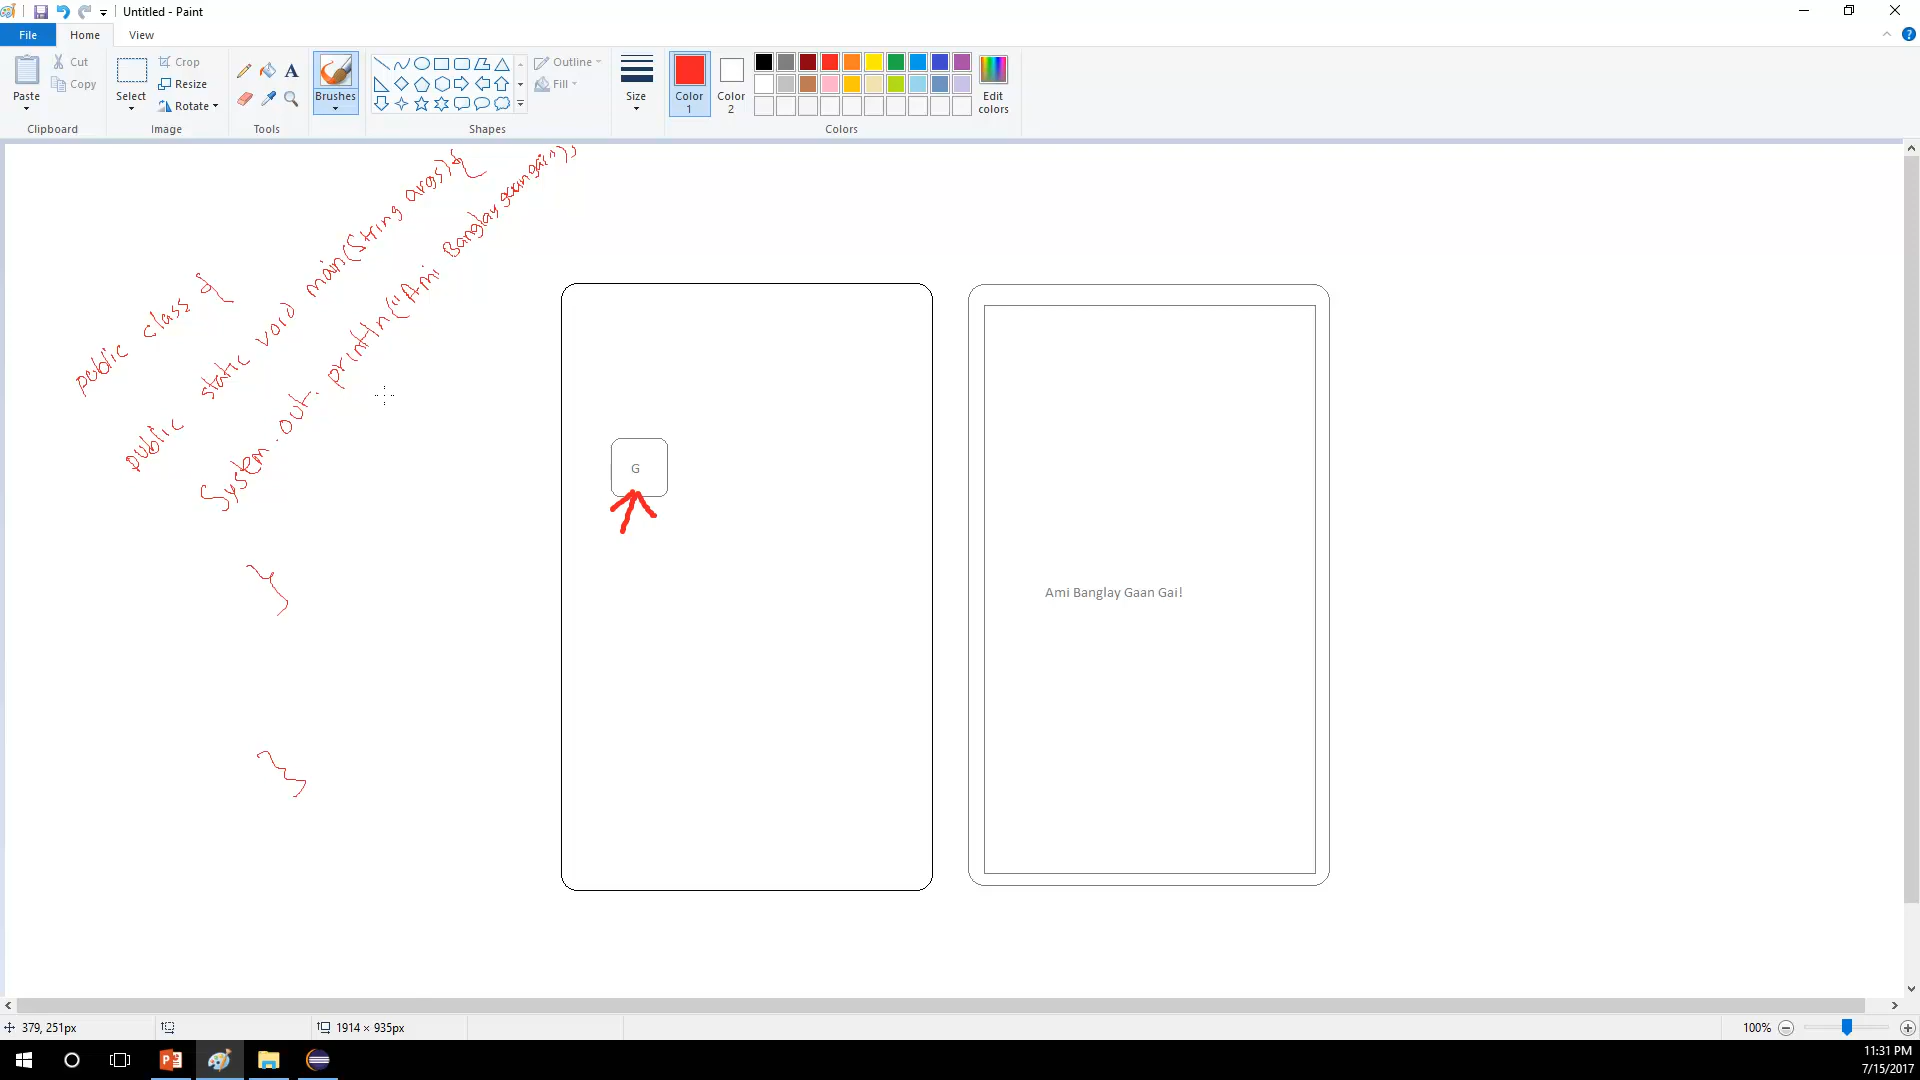 Untitled - Paint
File
Home
View
Paste
Cut
Copy
Clipboard
Select
Crop
Resize
Rotate
Image
A
Tools
Brushes
Shapes
Outline
Fill
Size
Color 1
Color 2
Edit colors
Colors
public class {
public static void main(String args){
System.out.println("Ami Banglay gaan gai");
}
}
G
Ami Banglay Gaan Gai!
379, 251px
1914 × 935px
100%
11:31 PM
7/15/2017